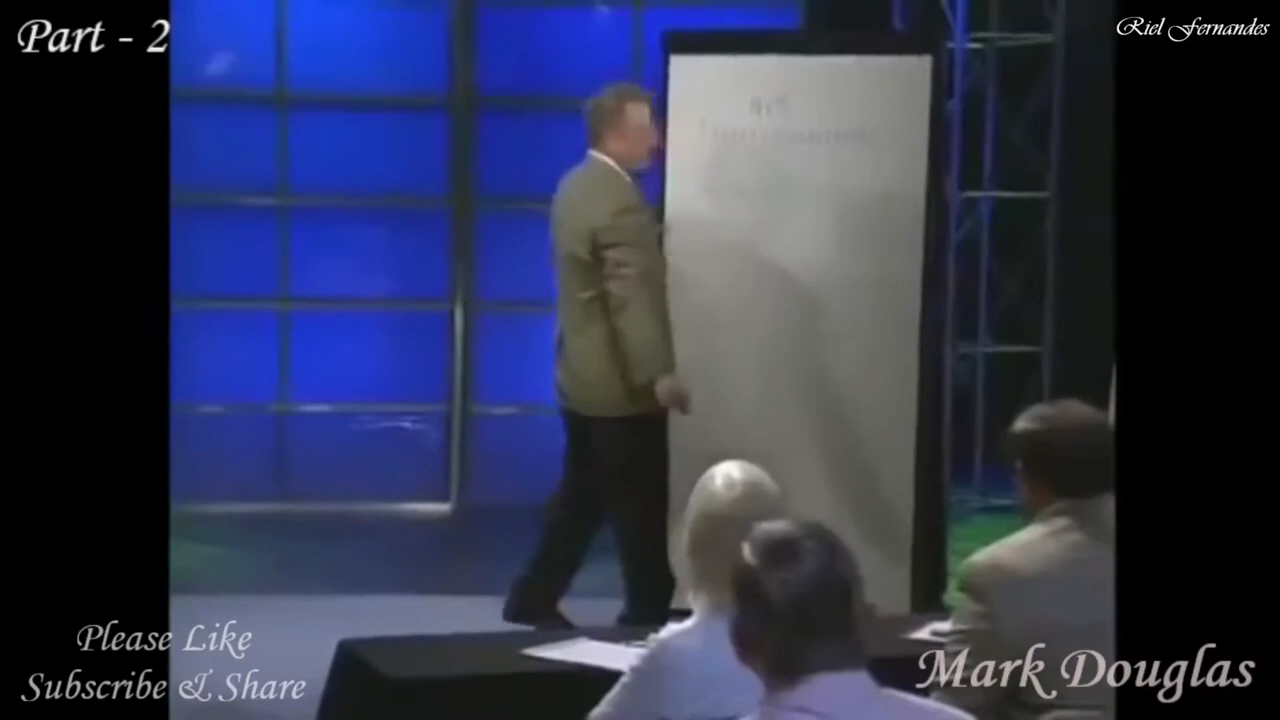 Part - 2
Riel Fernandes
Please Like
Subscribe & Share
Mark Douglas